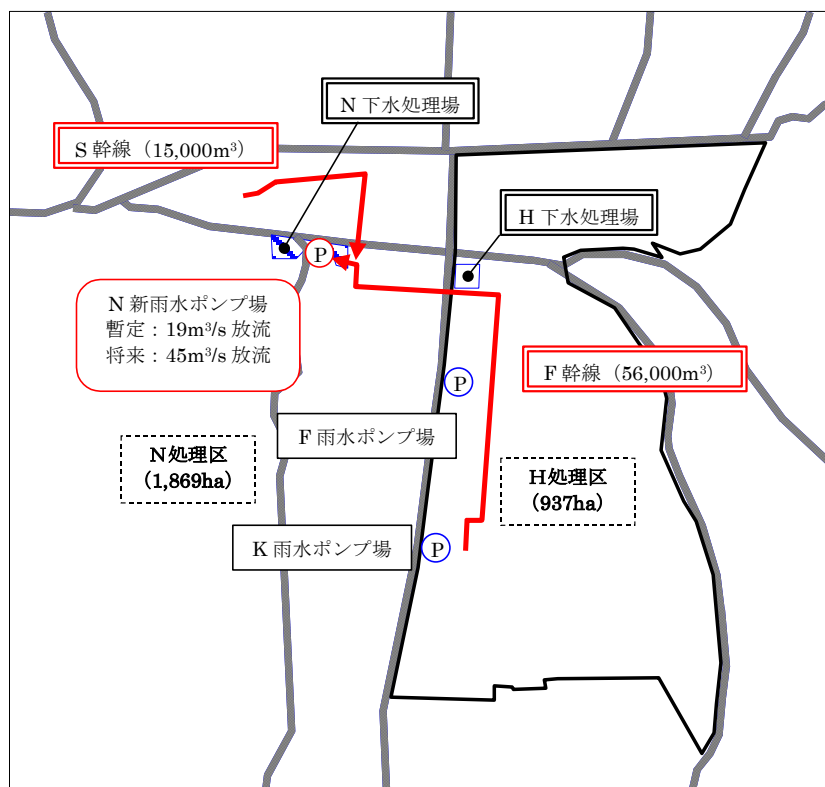 N 下水処理場
S 幹線（15,000m³）
H 下水処理場
P
N 新雨水ポンプ場
暫定：19m³/s 放流
将来：45m³/s 放流
F 幹線（56,000m³）
P
F 雨水ポンプ場
N処理区
（1,869ha）
H処理区
（937ha）
K 雨水ポンプ場
P